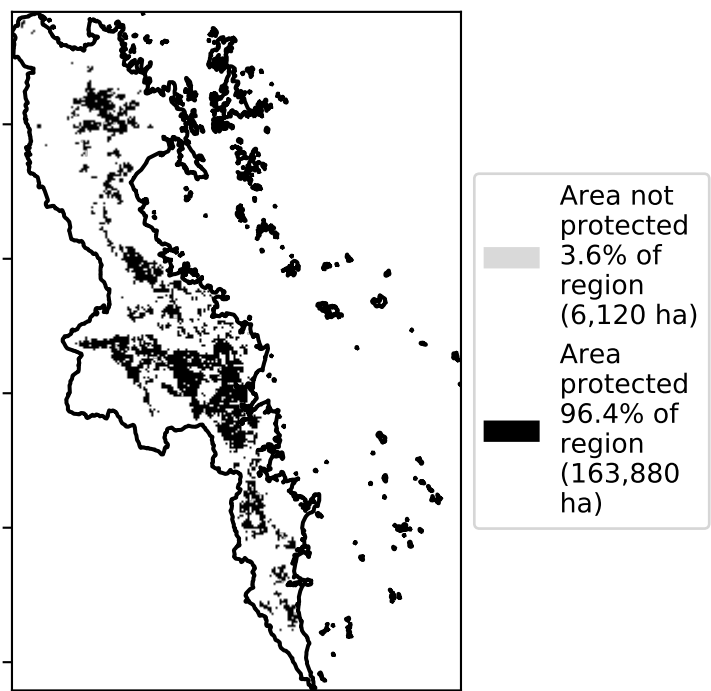 Area not
protected
3.6% of
region
(6,120 ha)
Area
protected
96.4% of
region
(163,880
ha)